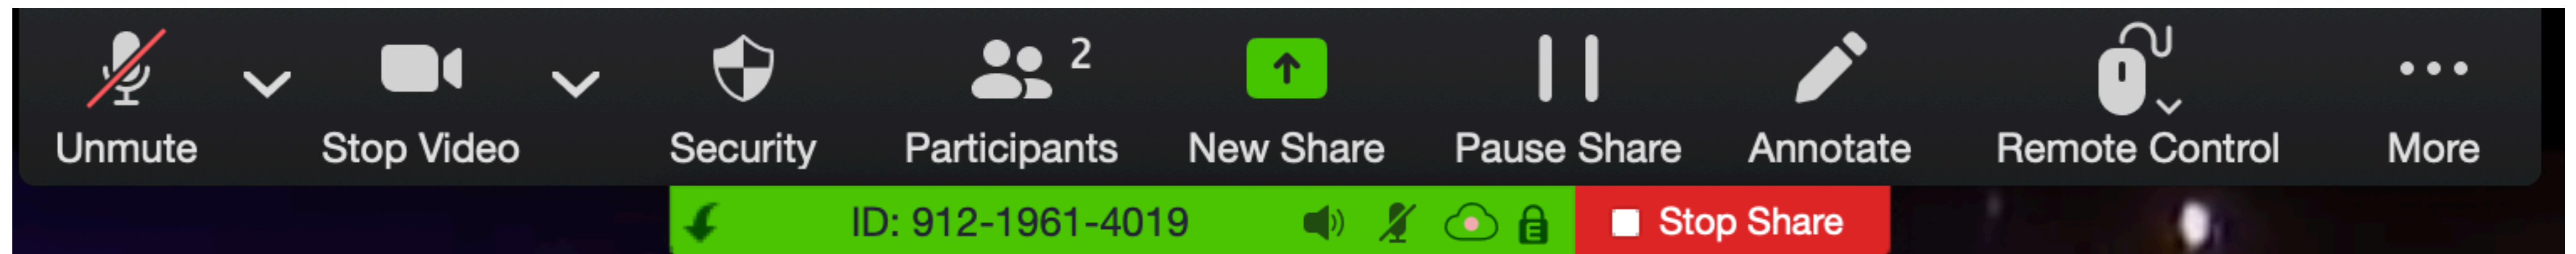 2
Unmute Stop Video Security Participants New Share Pause Share Annotate Remote Control More
ID: 912-1961-4019 E Stop Share